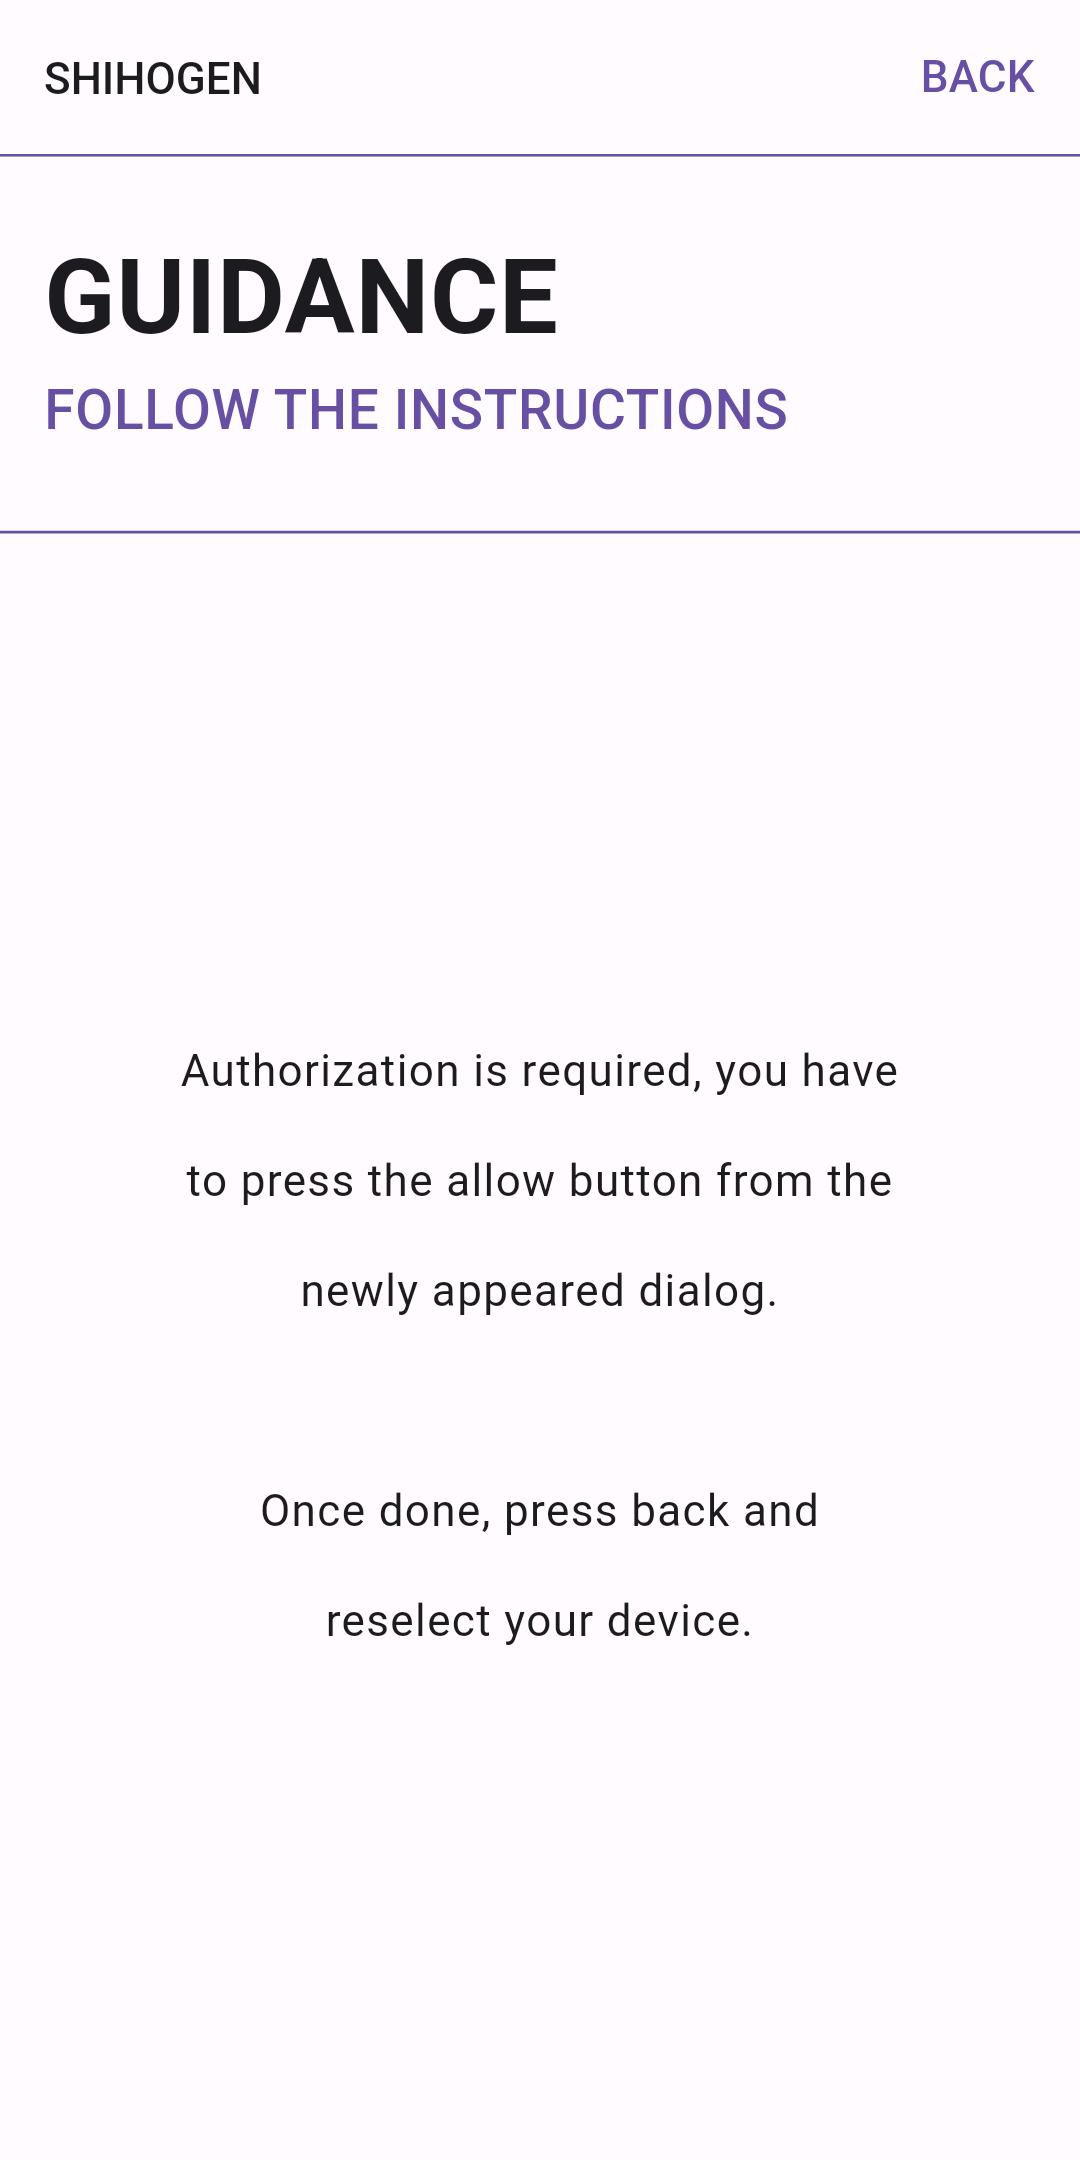 SHIHOGEN
BACK
GUIDANCE
FOLLOW THE INSTRUCTIONS
Authorization is required, you have
to press the allow button from the
newly appeared dialog.
Once done, press back and
reselect your device.